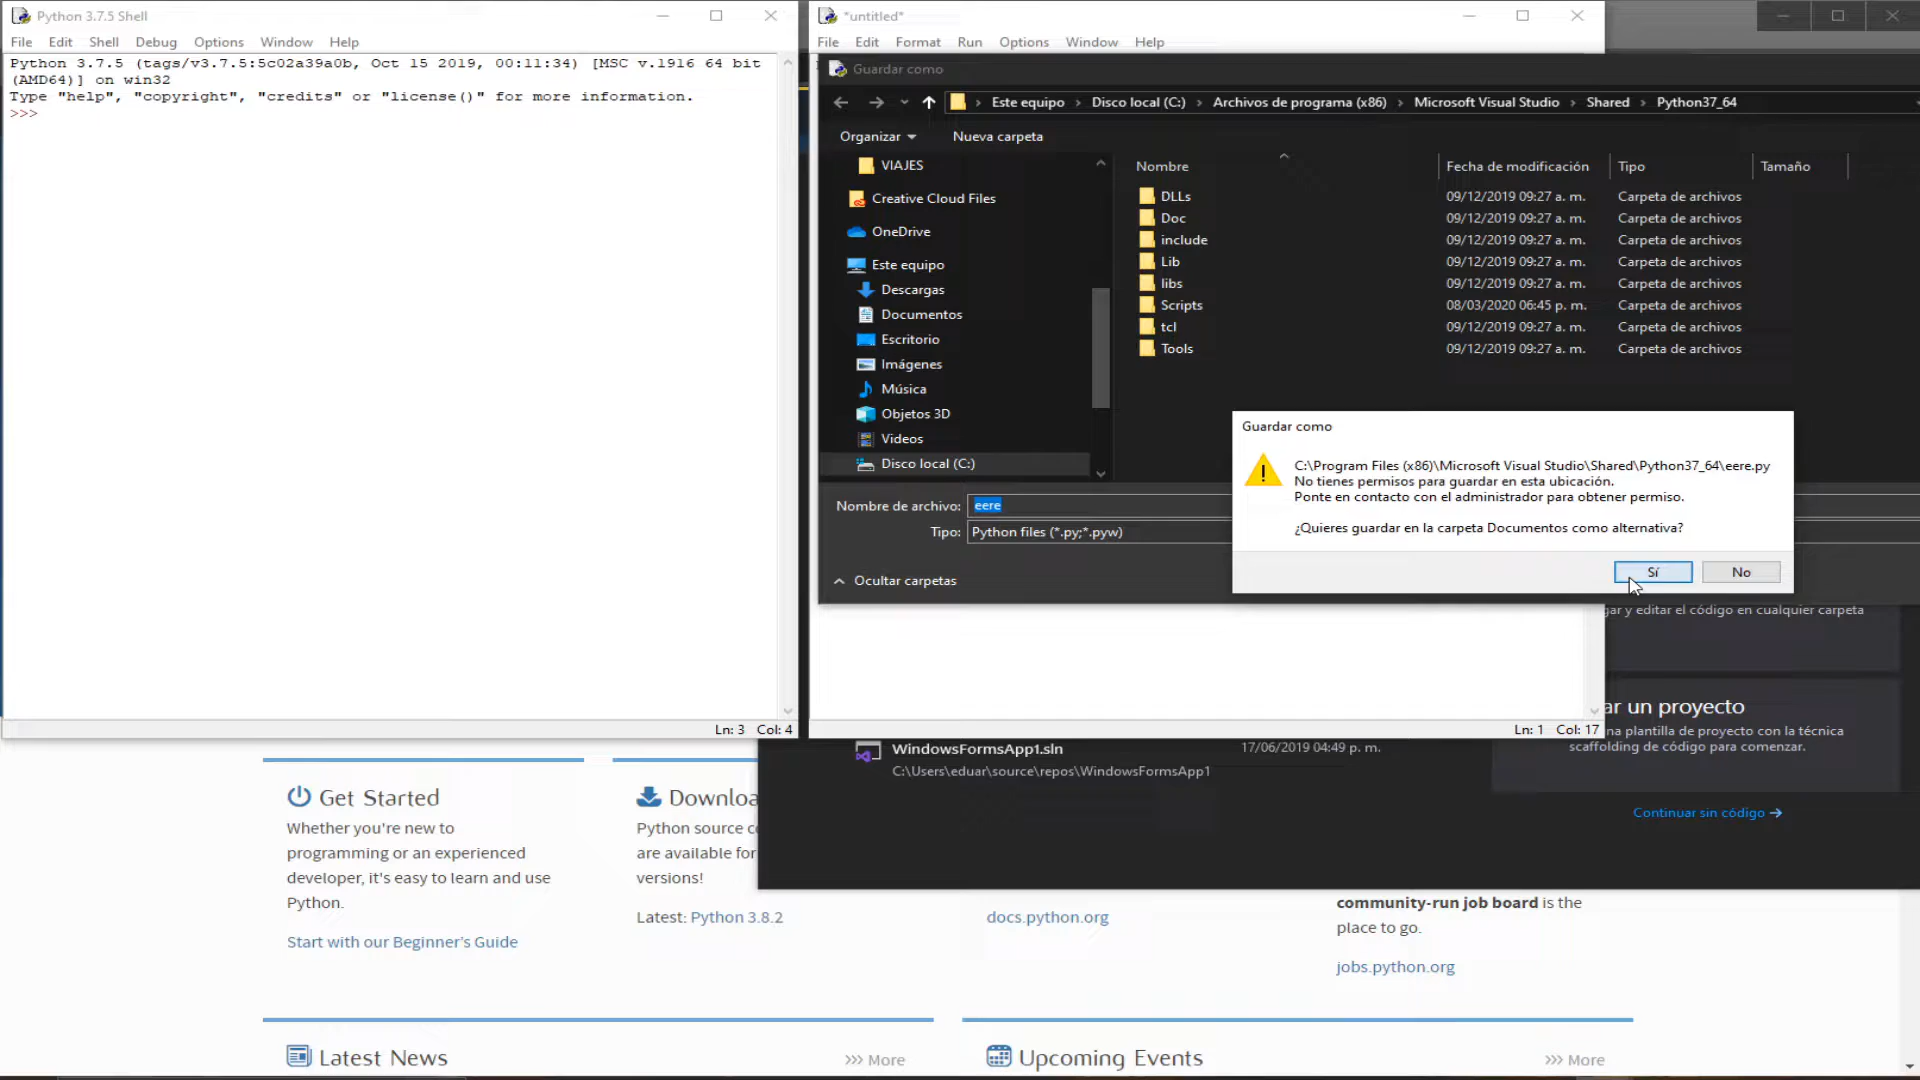 Python 3.7.5 Shell
File Edit Shell Debug Options Window Help
Python 3.7.5 (tags/v3.7.5:5c02a39a0b, Oct 15 2019, 00:11:34) [MSC v.1916 64 bit
(AMD64)] on win32
Type "help", "copyright", "credits" or "license()" for more information.
>>>
Ln: 3 Col: 4
*untitled*
File Edit Format Run Options Window Help
Guardar como
Este equipo Disco local (C:) Archivos de programa (x86) Microsoft Visual Studio Shared Python37_64
Organizar Nueva carpeta
VIAJES
Creative Cloud Files
OneDrive
Este equipo
Descargas
Documentos
Escritorio
Imágenes
Música
Objetos 3D
Videos
Disco local (C:)
Nombre Fecha de modificación Tipo Tamaño
DLLs 09/12/2019 09:27 a. m. Carpeta de archivos
Doc 09/12/2019 09:27 a. m. Carpeta de archivos
include 09/12/2019 09:27 a. m. Carpeta de archivos
Lib 09/12/2019 09:27 a. m. Carpeta de archivos
libs 09/12/2019 09:27 a. m. Carpeta de archivos
Scripts 08/03/2020 06:45 p. m. Carpeta de archivos
tcl 09/12/2019 09:27 a. m. Carpeta de archivos
Tools 09/12/2019 09:27 a. m. Carpeta de archivos
Nombre de archivo: eere
Tipo: Python files (*.py;*.pyw)
Ocultar carpetas
Guardar como
C:\Program Files (x86)\Microsoft Visual Studio\Shared\Python37_64\eere.py
No tienes permisos para guardar en esta ubicación.
Ponte en contacto con el administrador para obtener permiso.
¿Quieres guardar en la carpeta Documentos como alternativa?
Sí No
Ln: 1 Col: 17
gar y editar el código en cualquier carpeta
ar un proyecto
na plantilla de proyecto con la técnica
scaffolding de código para comenzar.
Continuar sin código →
WindowsFormsApp1.sln 17/06/2019 04:49 p. m.
C:\Users\eduar\source\repos\WindowsFormsApp1
Get Started
Whether you're new to
programming or an experienced
developer, it's easy to learn and use
Python.
Start with our Beginner's Guide
Downloa
Python source co
are available for
versions!
Latest: Python 3.8.2
docs.python.org
community-run job board is the
place to go.
jobs.python.org
Latest News >>> More
Upcoming Events >>> More